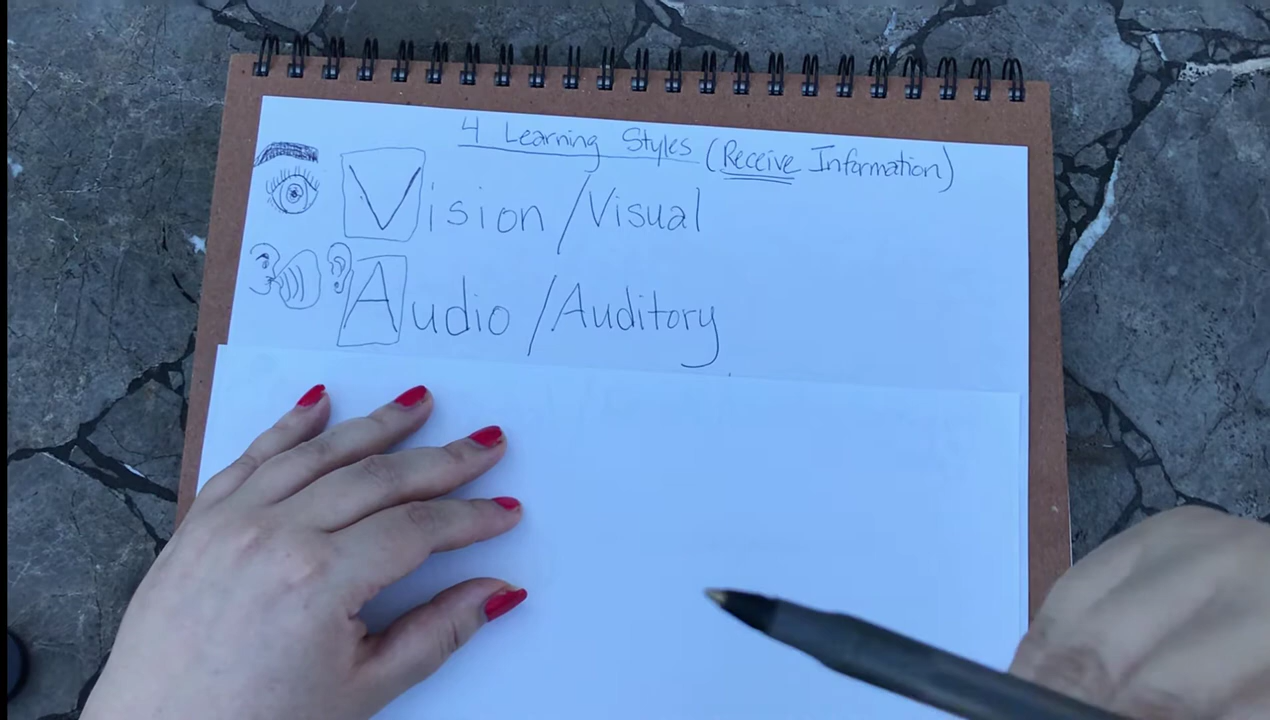 4 Learning Styles (Receive Information)
Vision / Visual
Audio / Auditory